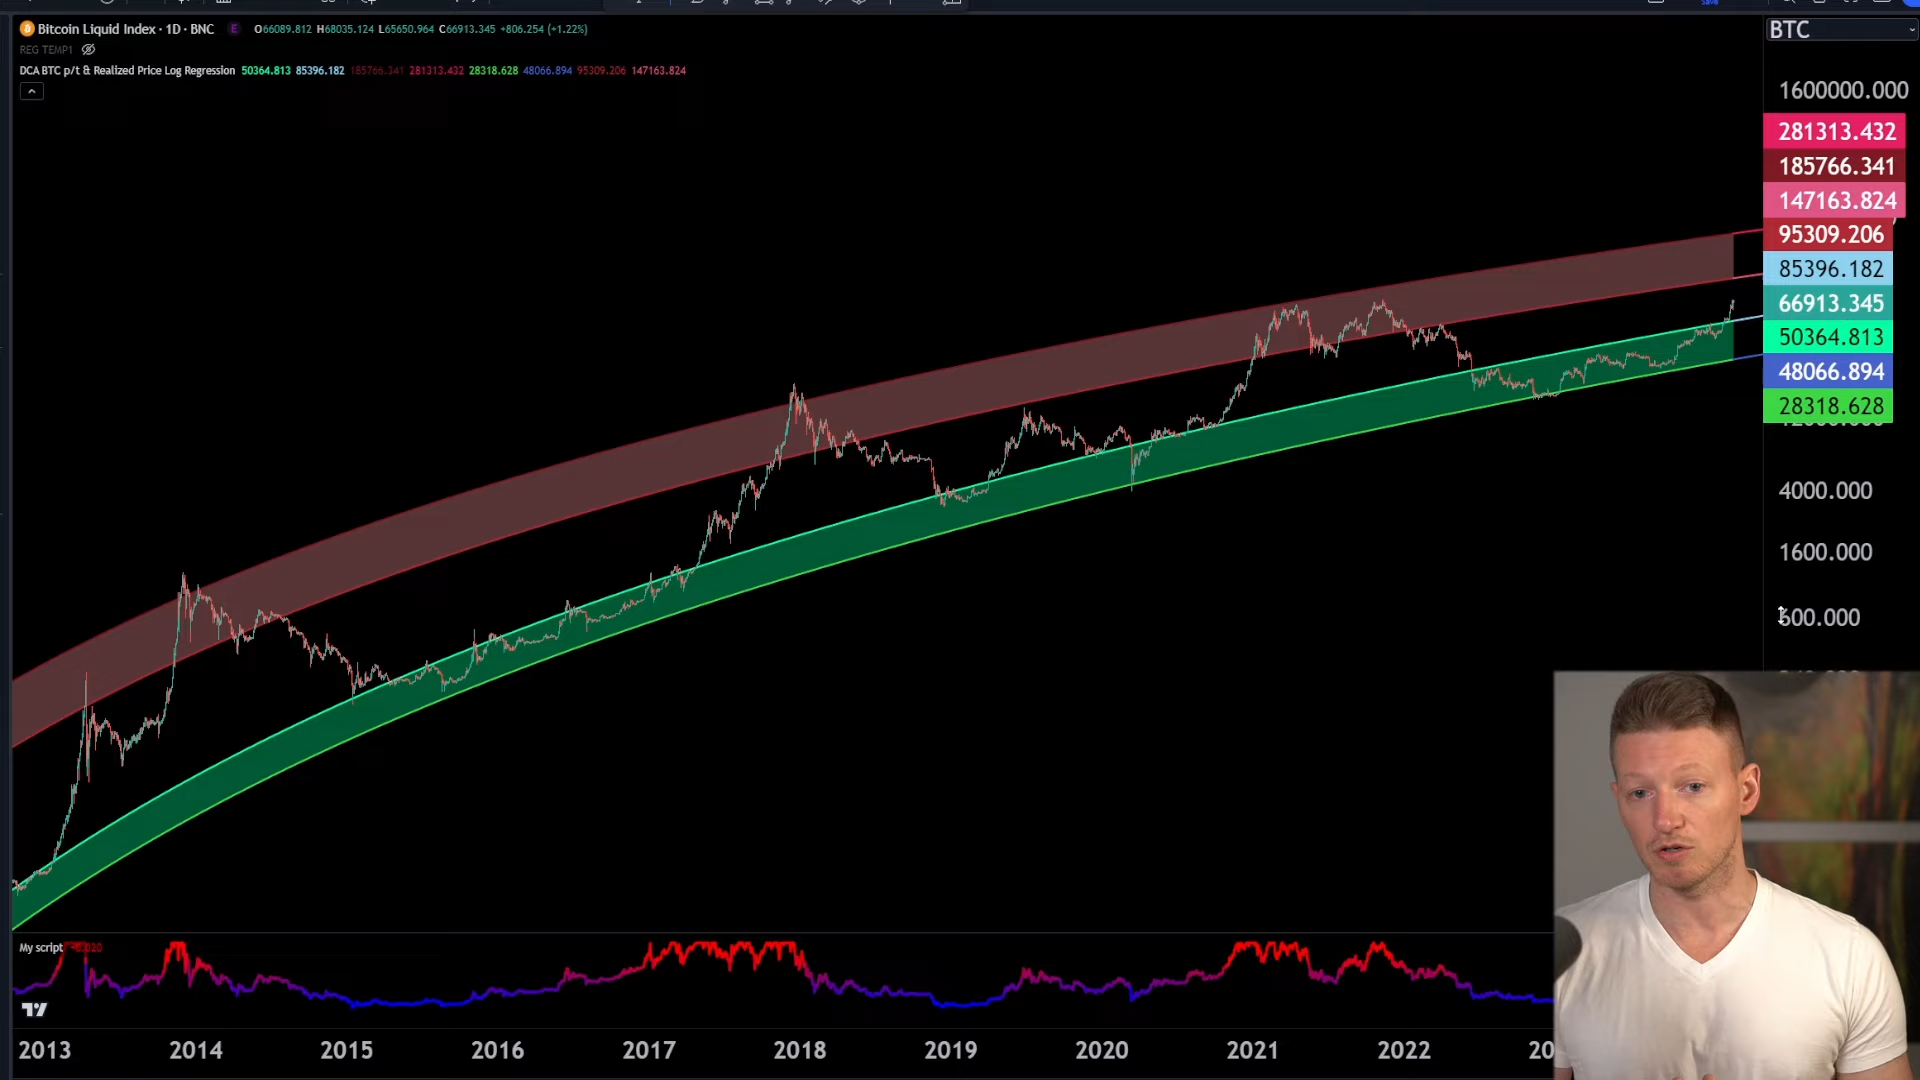 Bitcoin Liquid Index · 1D · BNC E O66089.812 H68035.124 L65650.964 C66913.345 +806.254 (+1.22%)
REG TEMP1
DCA BTC p/t & Realized Price Log Regression 50364.813 85396.182 185766.341 281313.432 28318.628 48066.894 95309.206 147163.824
BTC
1600000.000
281313.432
185766.341
147163.824
95309.206
85396.182
66913.345
50364.813
48066.894
28318.628
4000.000
1600.000
600.000
My script
2013 2014 2015 2016 2017 2018 2019 2020 2021 2022